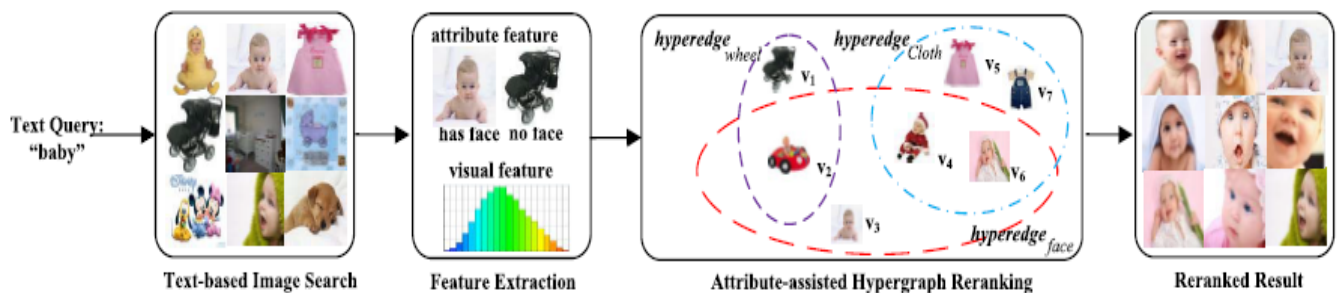 Text Query:
"baby"
Disney
Text-based Image Search
attribute feature
has face no face
visual feature
Feature Extraction
hyperedge wheel
hyperedge Cloth
v1
v5
v7
v4
v2
v6
v3
hyperedge face
Attribute-assisted Hypergraph Reranking
Reranked Result